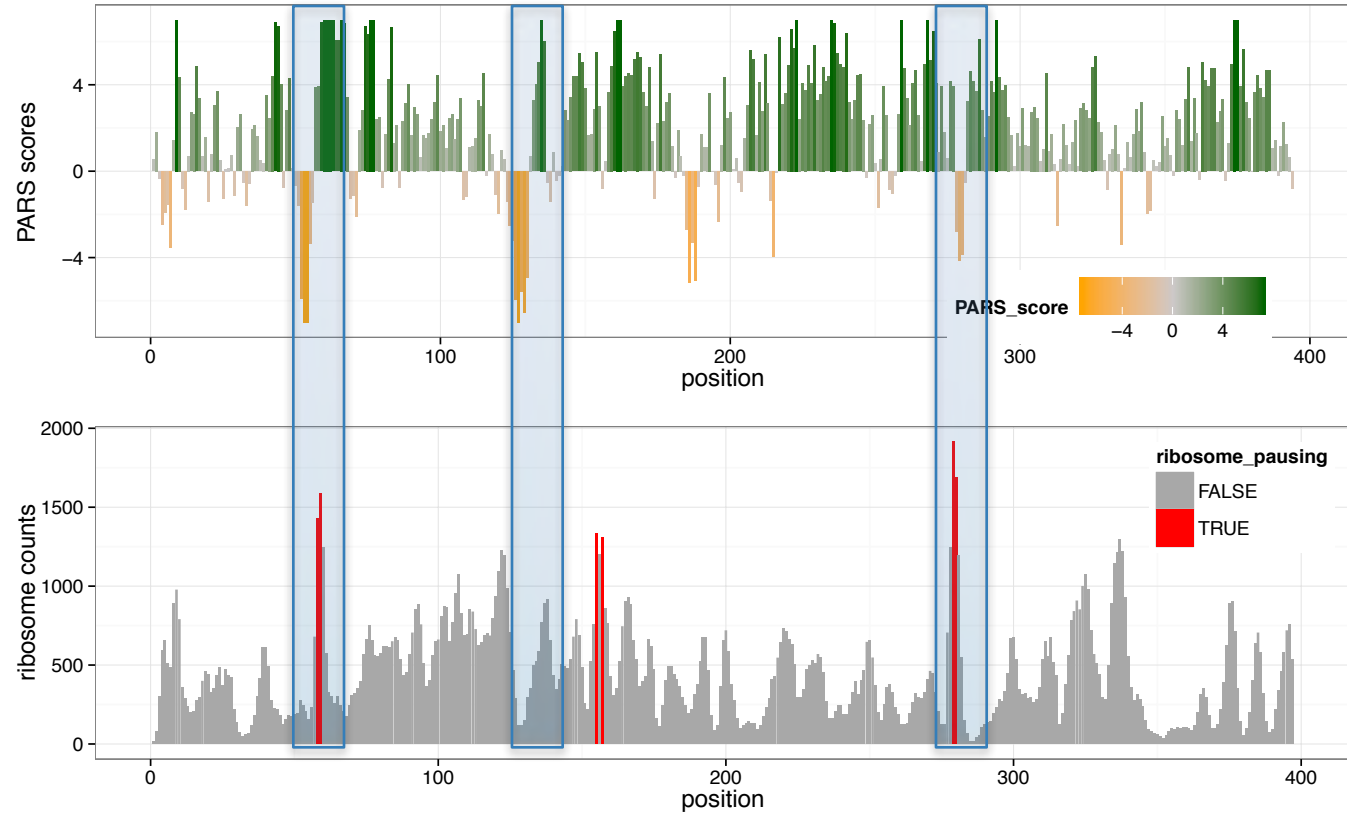 PARS scores
4
0
−4
PARS_score
−4 0 4
0 100 200 300 400
position
ribosome counts
2000
1500
1000
500
0
ribosome_pausing
FALSE
TRUE
0 100 200 300 400
position